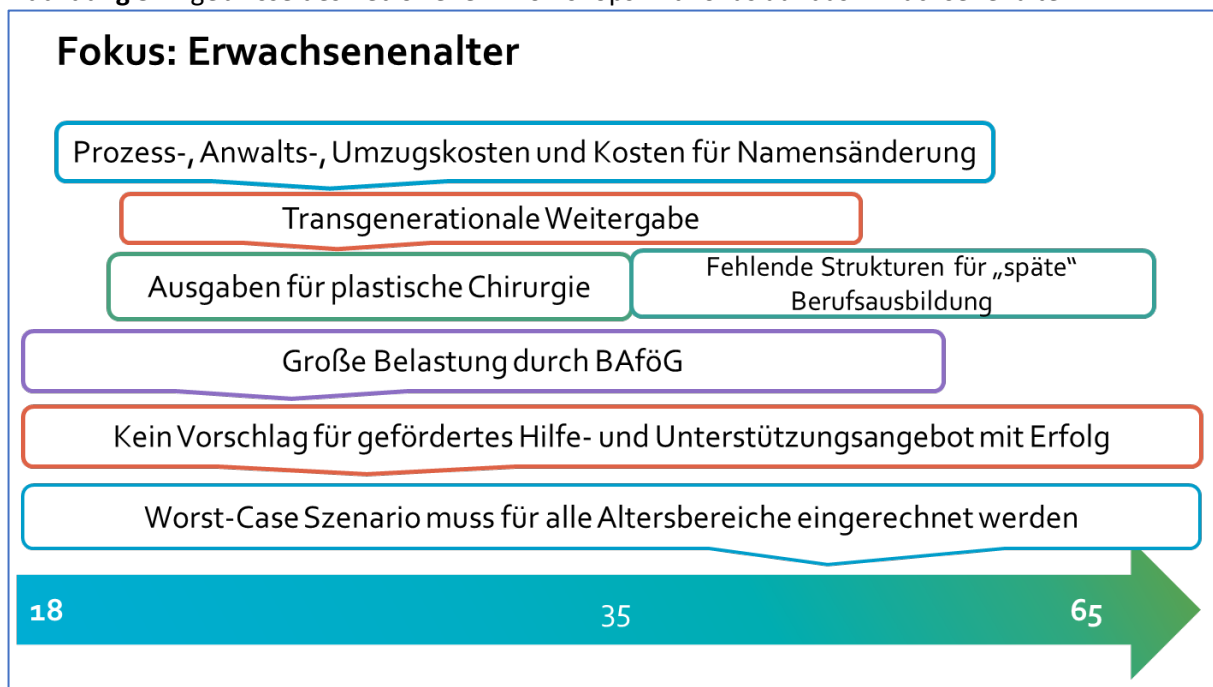 Fokus: Erwachsenenalter
Prozess-, Anwalts-, Umzugskosten und Kosten für Namensänderung
Transgenerationale Weitergabe
Ausgaben für plastische Chirurgie
Fehlende Strukturen für „späte“
Berufsausbildung
Große Belastung durch BAföG
Kein Vorschlag für gefördertes Hilfe- und Unterstützungsangebot mit Erfolg
Worst-Case Szenario muss für alle Altersbereiche eingerechnet werden
18 35 65